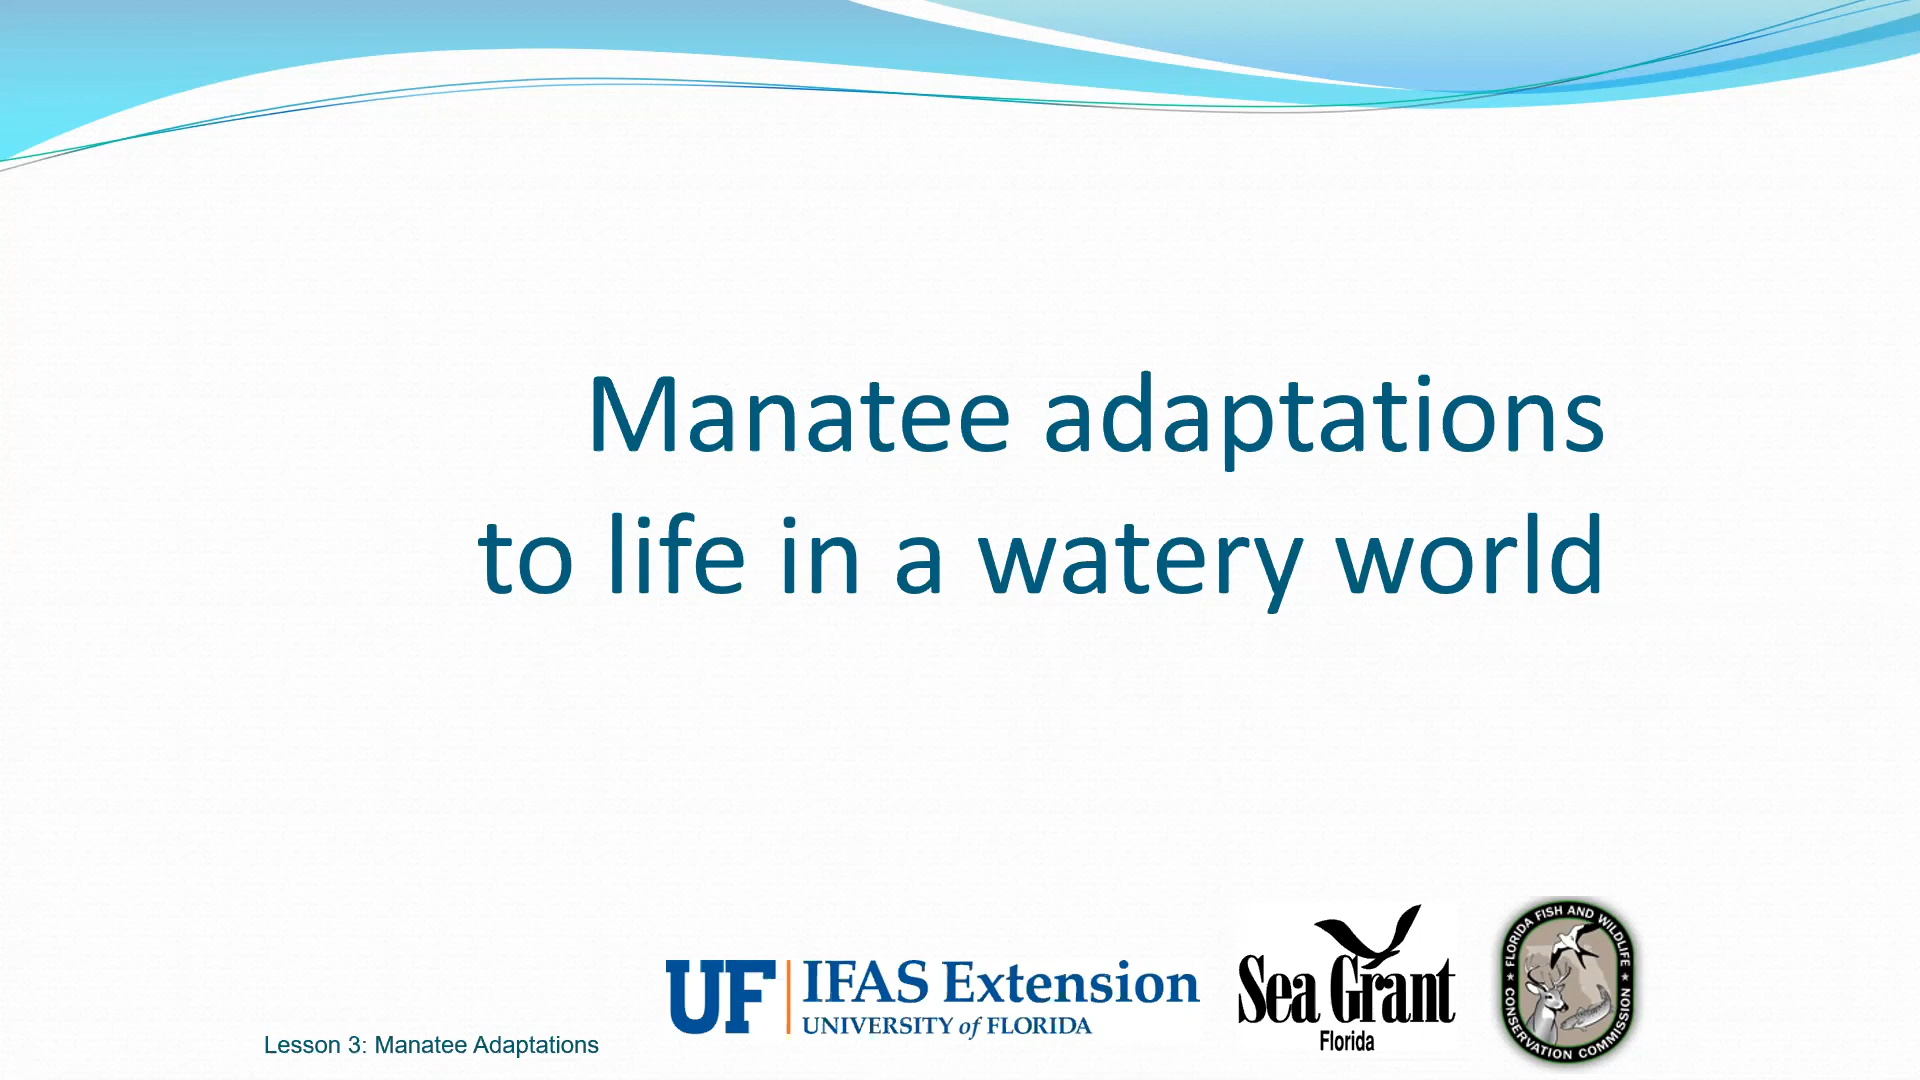 Manatee adaptations
to life in a watery world
Lesson 3: Manatee Adaptations
UF IFAS Extension
UNIVERSITY of FLORIDA
Sea Grant
Florida
FLORIDA FISH AND WILDLIFE
CONSERVATION COMMISSION